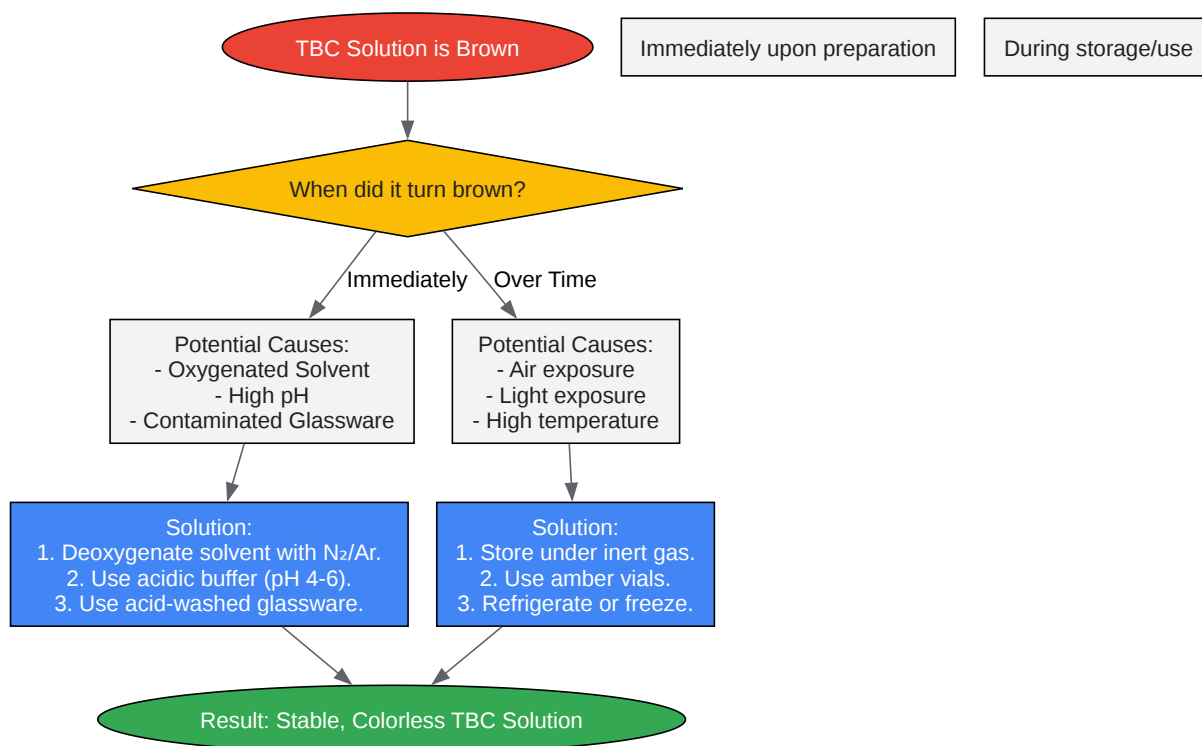 TBC Solution is Brown
Immediately upon preparation
During storage/use
When did it turn brown?
Immediately
Over Time
Potential Causes:
- Oxygenated Solvent
- High pH
- Contaminated Glassware
Potential Causes:
- Air exposure
- Light exposure
- High temperature
Solution:
1. Deoxygenate solvent with N₂/Ar.
2. Use acidic buffer (pH 4-6).
3. Use acid-washed glassware.
Solution:
1. Store under inert gas.
2. Use amber vials.
3. Refrigerate or freeze.
Result: Stable, Colorless TBC Solution